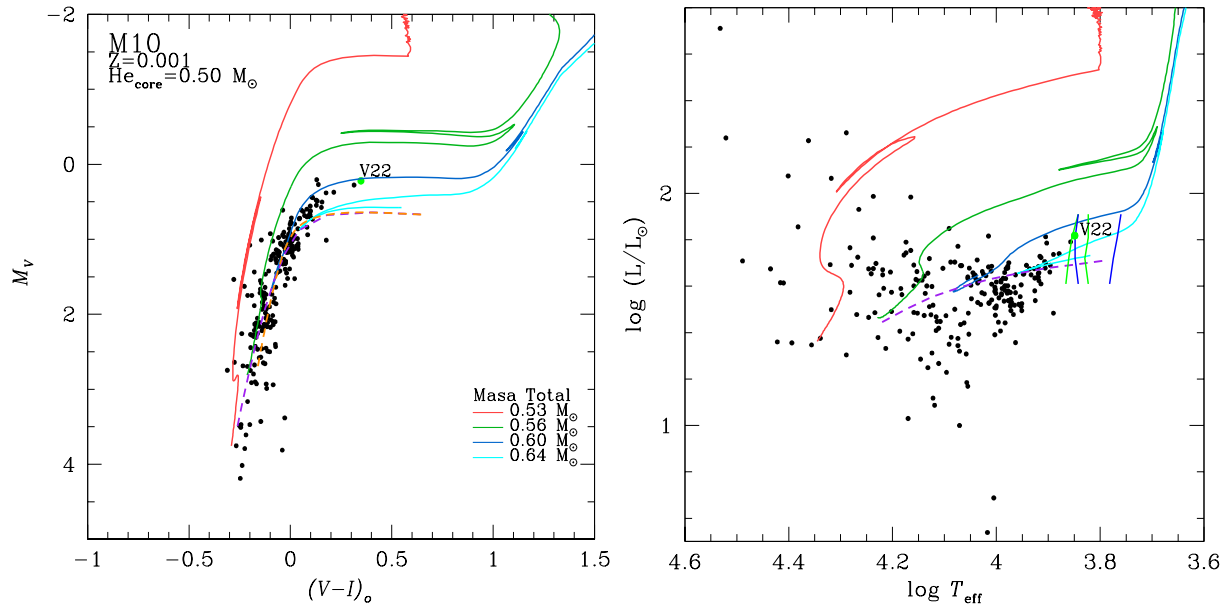 M10
Z=0.001
He_core=0.50 M_⊙
V22
Masa Total
0.53 M_⊙
0.56 M_⊙
0.60 M_⊙
0.64 M_⊙
M_V
−2
0
2
4
−1
−0.5
0
0.5
1
1.5
(V−I)_o
V22
log (L/L_⊙)
2
1
4.6
4.4
4.2
4
3.8
3.6
log T_eff